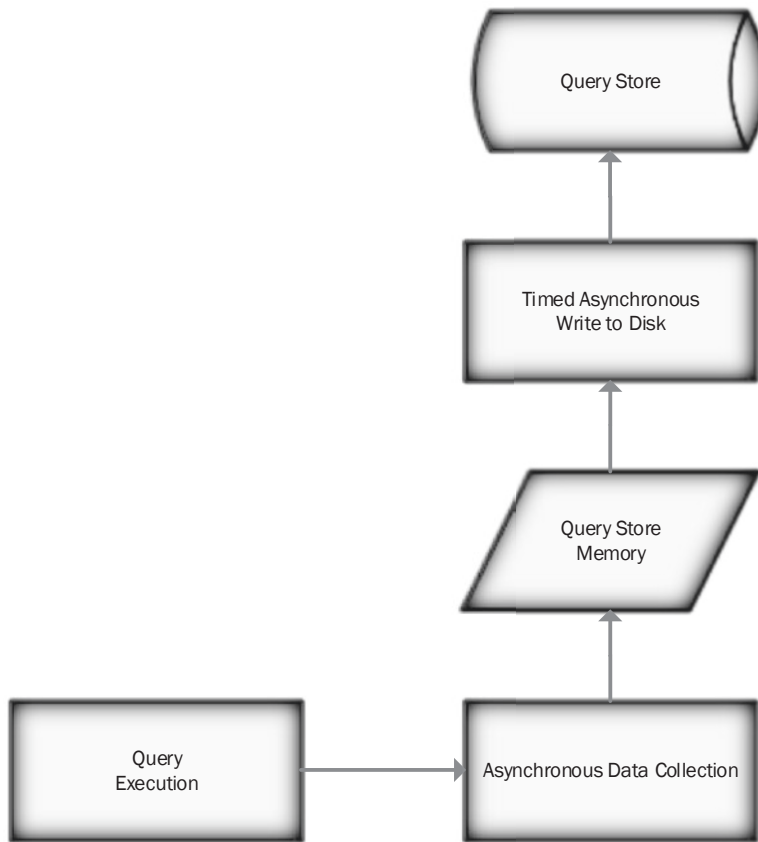 Query Store
Timed Asynchronous
Write to Disk
Query Store
Memory
Query
Execution
Asynchronous Data Collection